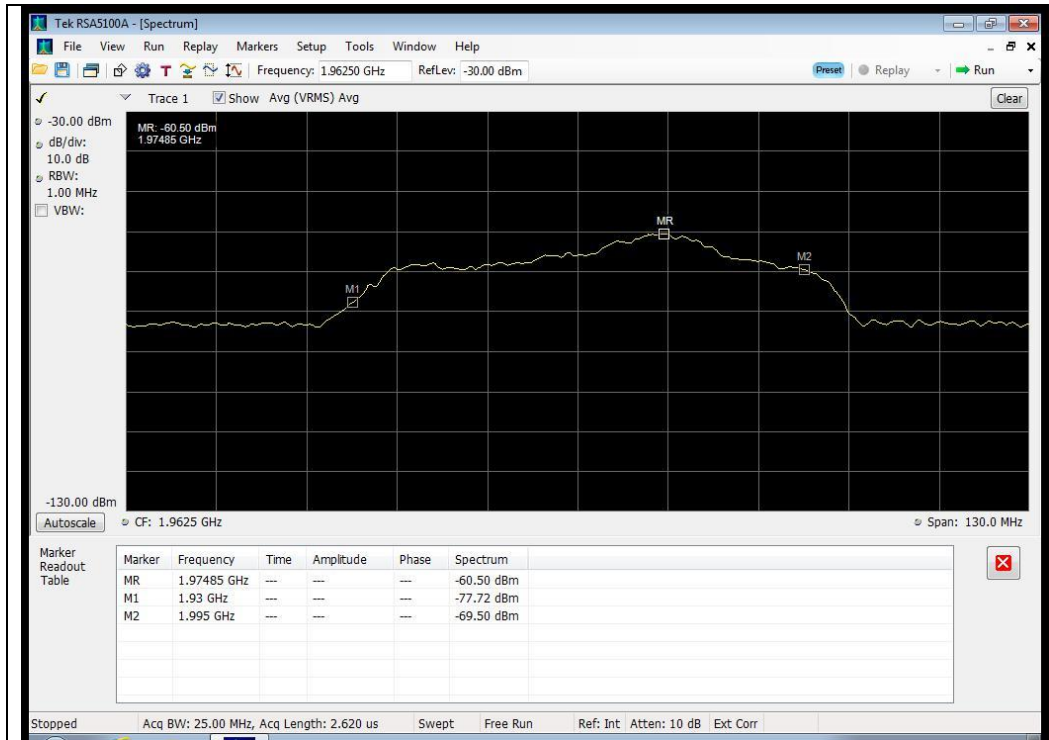 Tek RSA5100A - [Spectrum]
File View Run Replay Markers Setup Tools Window Help
T Frequency: 1.96250 GHz RefLev: -30.00 dBm Preset Replay Run
Trace 1 Show Avg (VRMS) Avg Clear
-30.00 dBm
dB/div:
10.0 dB
RBW:
1.00 MHz
VBW:
MR: -60.50 dBm
1.97485 GHz
MR
M2
M1
-130.00 dBm
Autoscale CF: 1.9625 GHz Span: 130.0 MHz
Marker
Readout
Table
Marker Frequency Time Amplitude Phase Spectrum
MR 1.97485 GHz --- --- --- -60.50 dBm
M1 1.93 GHz --- --- --- -77.72 dBm
M2 1.995 GHz --- --- --- -69.50 dBm
Stopped Acq BW: 25.00 MHz, Acq Length: 2.620 us Swept Free Run Ref: Int Atten: 10 dB Ext Corr